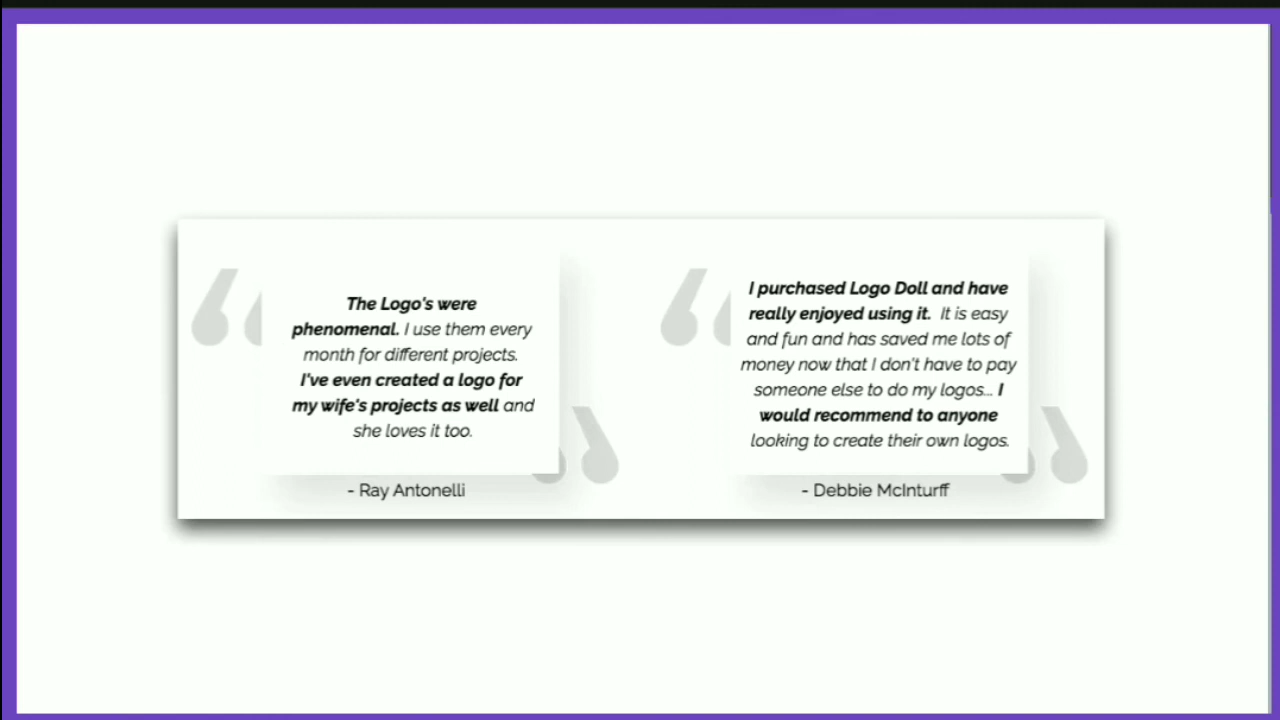 The Logo's were
phenomenal. I use them every
month for different projects.
I've even created a logo for
my wife's projects as well and
she loves it too.
- Ray Antonelli
I purchased Logo Doll and have
really enjoyed using it. It is easy
and fun and has saved me lots of
money now that I don't have to pay
someone else to do my logos... I
would recommend to anyone
looking to create their own logos.
- Debbie McInturff